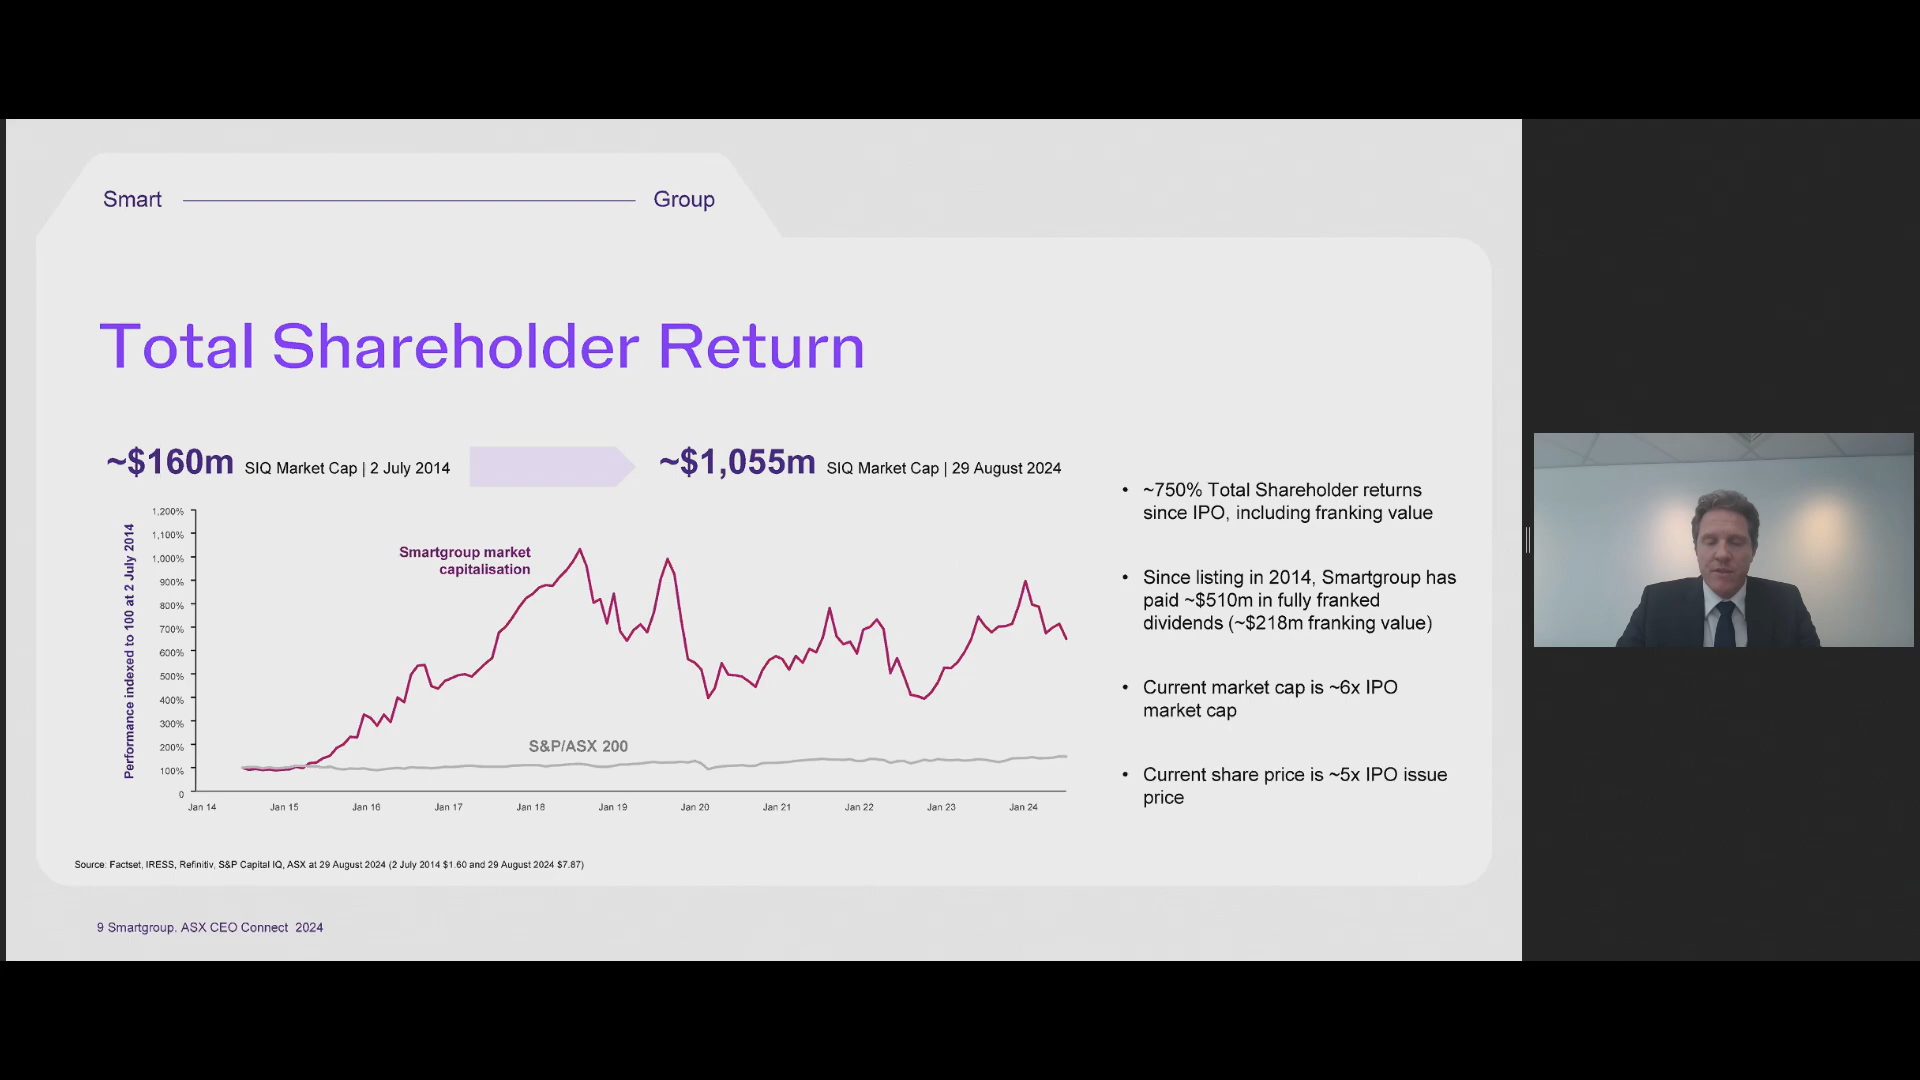 Smart Group
Total Shareholder Return
~$160m SIQ Market Cap | 2 July 2014
~$1,055m SIQ Market Cap | 29 August 2024
Performance indexed to 100 at 2 July 2014
1,200%
1,100%
1,000%
900%
800%
700%
600%
500%
400%
300%
200%
100%
0
Smartgroup market
capitalisation
S&P/ASX 200
Jan 14 Jan 15 Jan 16 Jan 17 Jan 18 Jan 19 Jan 20 Jan 21 Jan 22 Jan 23 Jan 24
• ~750% Total Shareholder returns
since IPO, including franking value
• Since listing in 2014, Smartgroup has
paid ~$510m in fully franked
dividends (~$218m franking value)
• Current market cap is ~6x IPO
market cap
• Current share price is ~5x IPO issue
price
Source: Factset, IRESS, Refinitiv, S&P Capital IQ, ASX at 29 August 2024 (2 July 2014 $1.60 and 29 August 2024 $7.87)
9 Smartgroup. ASX CEO Connect 2024